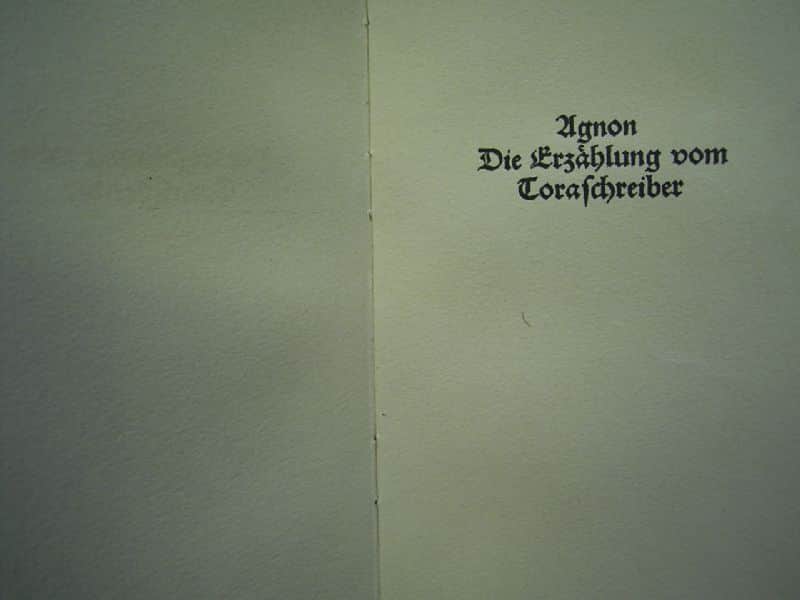 Agnon
Die Erzählung vom
Toraſchreiber